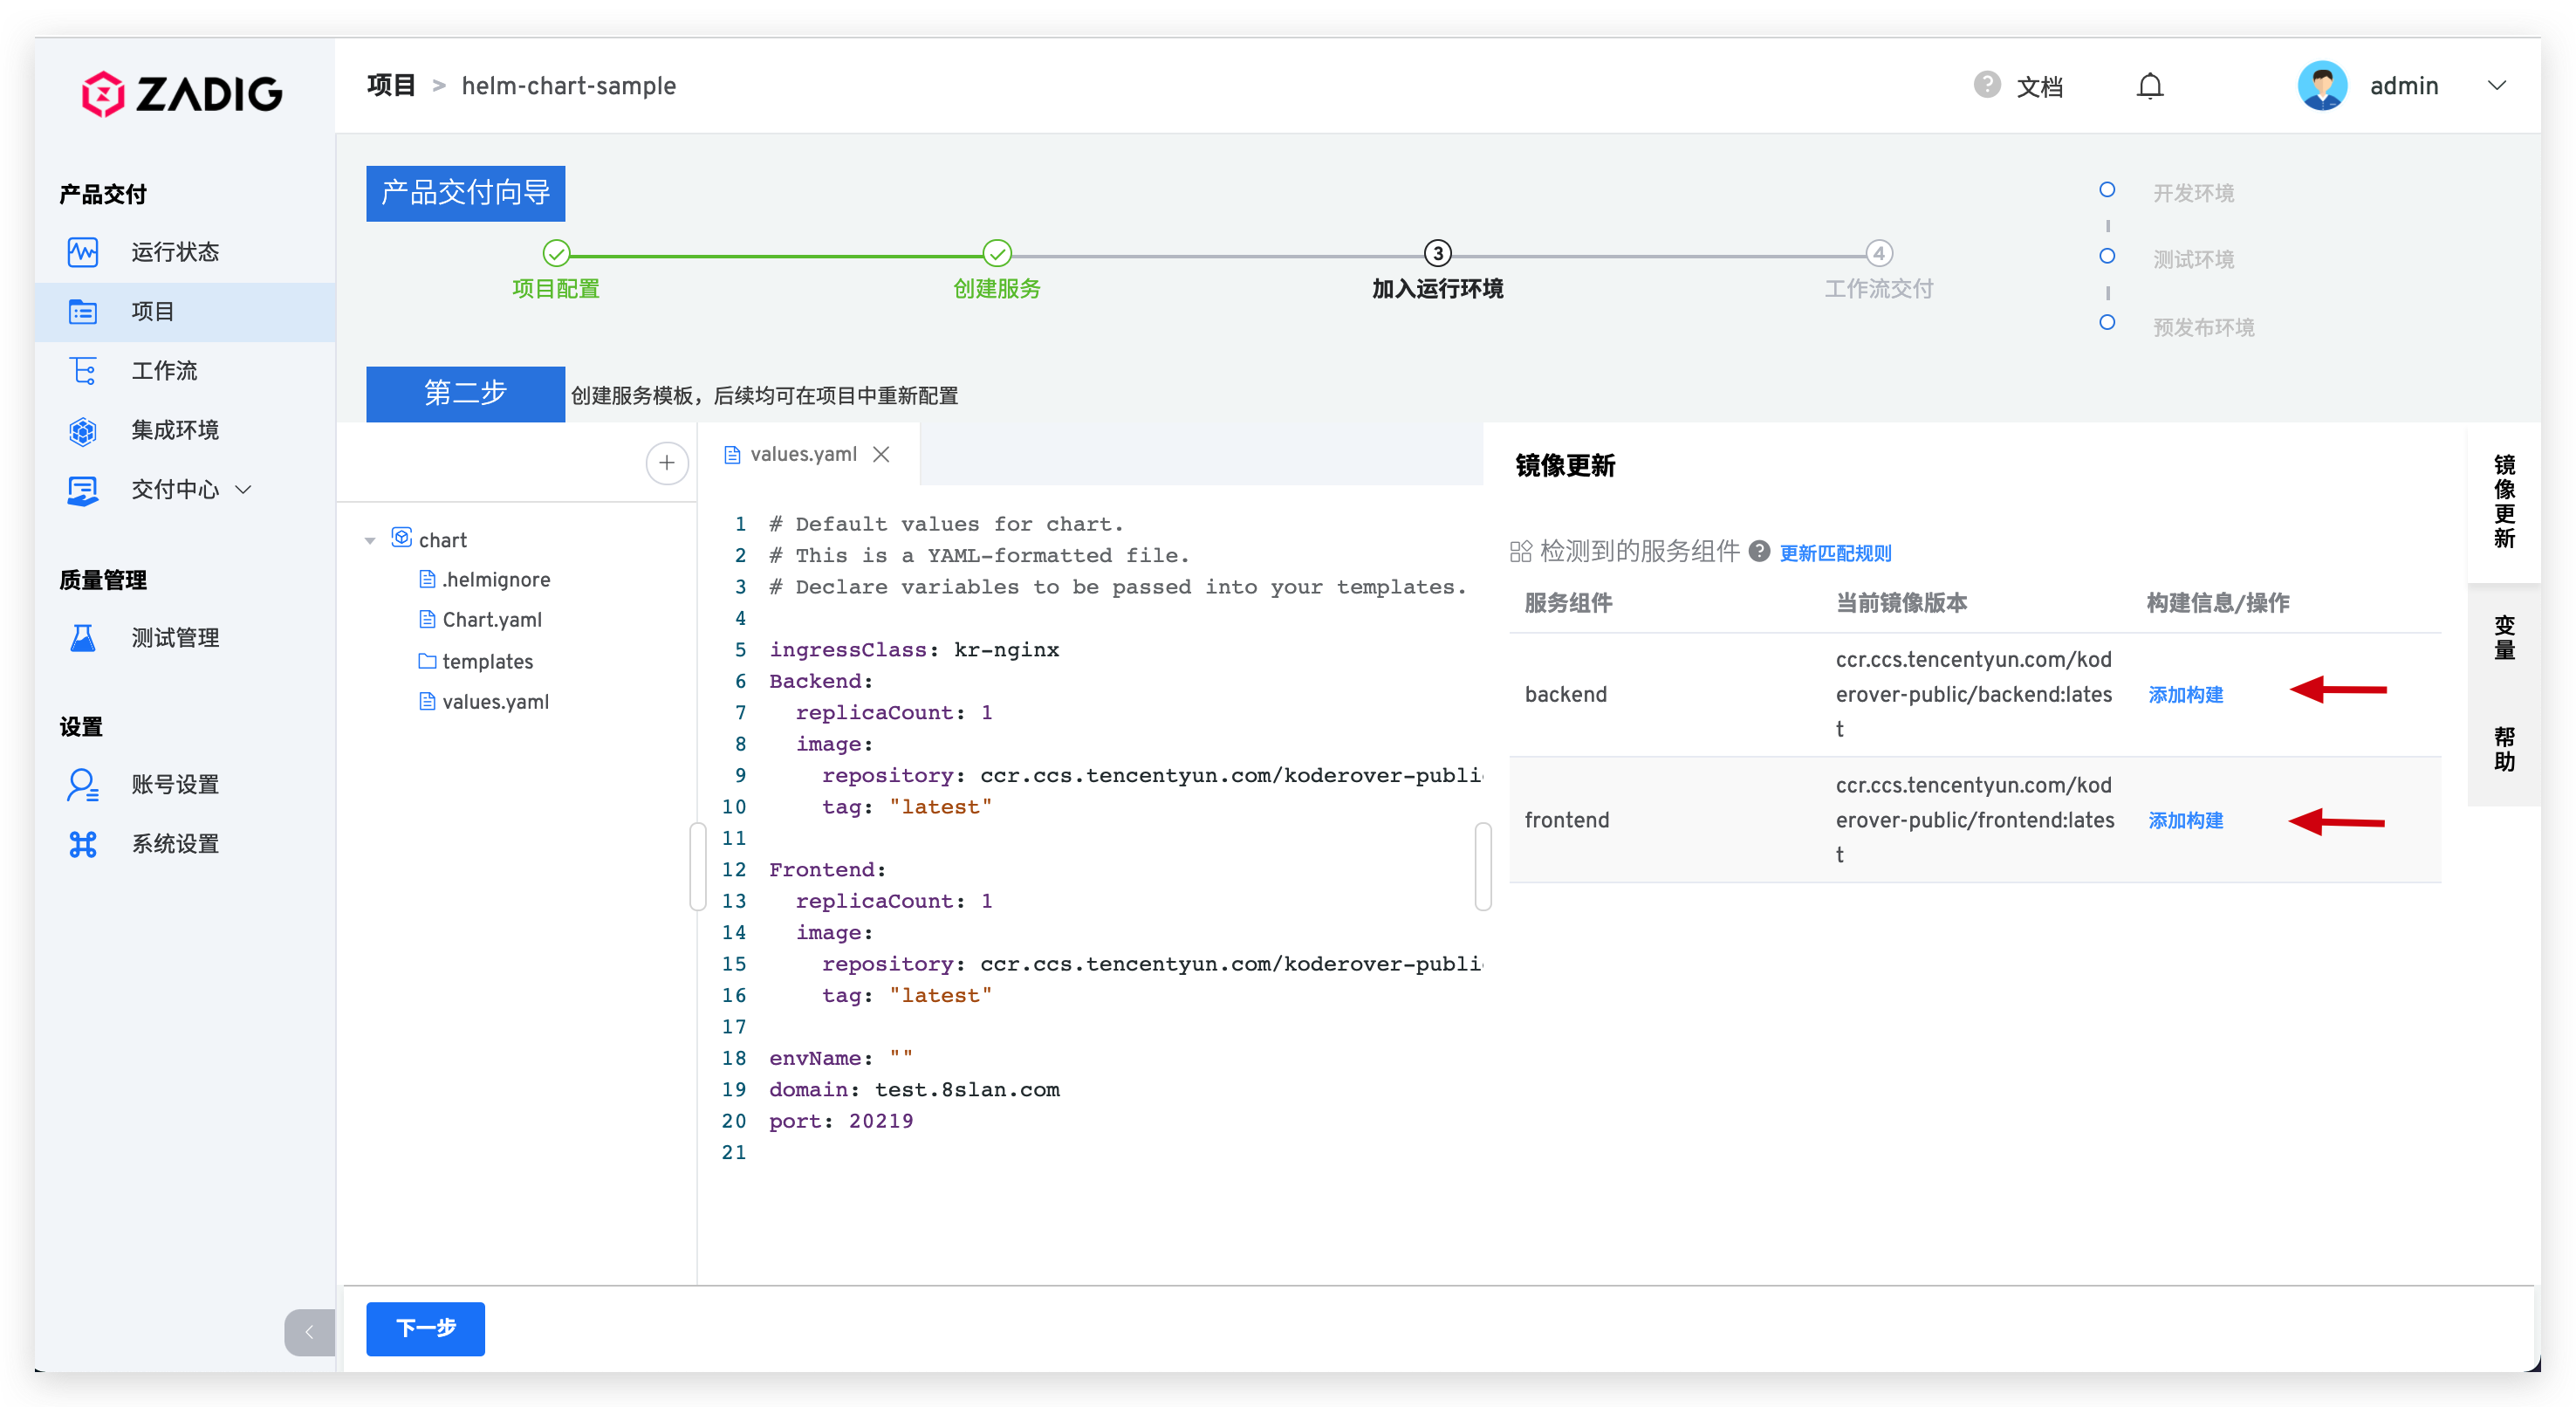 ZADIG
项目 > helm-chart-sample
? 文档
admin
产品交付
运行状态
项目
工作流
集成环境
交付中心
质量管理
测试管理
设置
账号设置
系统设置
产品交付向导
项目配置
创建服务
3
加入运行环境
4
工作流交付
开发环境
测试环境
预发布环境
第二步 创建服务模板，后续均可在项目中重新配置
chart
.helmignore
Chart.yaml
templates
values.yaml
values.yaml
1 # Default values for chart.
2 # This is a YAML-formatted file.
3 # Declare variables to be passed into your templates.
4
5 ingressClass: kr-nginx
6 Backend:
7 replicaCount: 1
8 image:
9 repository: ccr.ccs.tencentyun.com/koderover-publi
10 tag: "latest"
11
12 Frontend:
13 replicaCount: 1
14 image:
15 repository: ccr.ccs.tencentyun.com/koderover-publi
16 tag: "latest"
17
18 envName: ""
19 domain: test.8slan.com
20 port: 20219
21
镜像更新
检测到的服务组件 ? 更新匹配规则
服务组件 当前镜像版本 构建信息/操作
backend
ccr.ccs.tencentyun.com/kod
erover-public/backend:lates
t
添加构建
frontend
ccr.ccs.tencentyun.com/kod
erover-public/frontend:lates
t
添加构建
镜像更新
变量
帮助
下一步